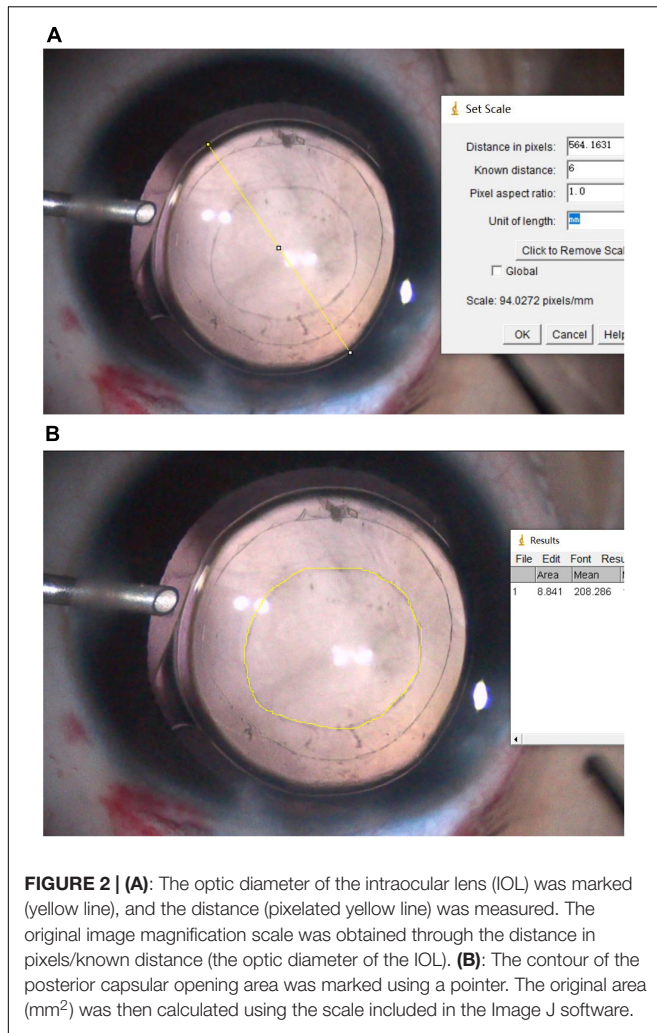 A
Set Scale
Distance in pixels: 564.1631
Known distance: 6
Pixel aspect ratio: 1.0
Unit of length: mm
Click to Remove Scal
Global
Scale: 94.0272 pixels/mm
OK Cancel Help
B
Results
File Edit Font Resu
Area Mean
1 8.841 208.286
FIGURE 2 | (A): The optic diameter of the intraocular lens (IOL) was marked
(yellow line), and the distance (pixelated yellow line) was measured. The
original image magnification scale was obtained through the distance in
pixels/known distance (the optic diameter of the IOL). (B): The contour of the
posterior capsular opening area was marked using a pointer. The original area
(mm²) was then calculated using the scale included in the Image J software.